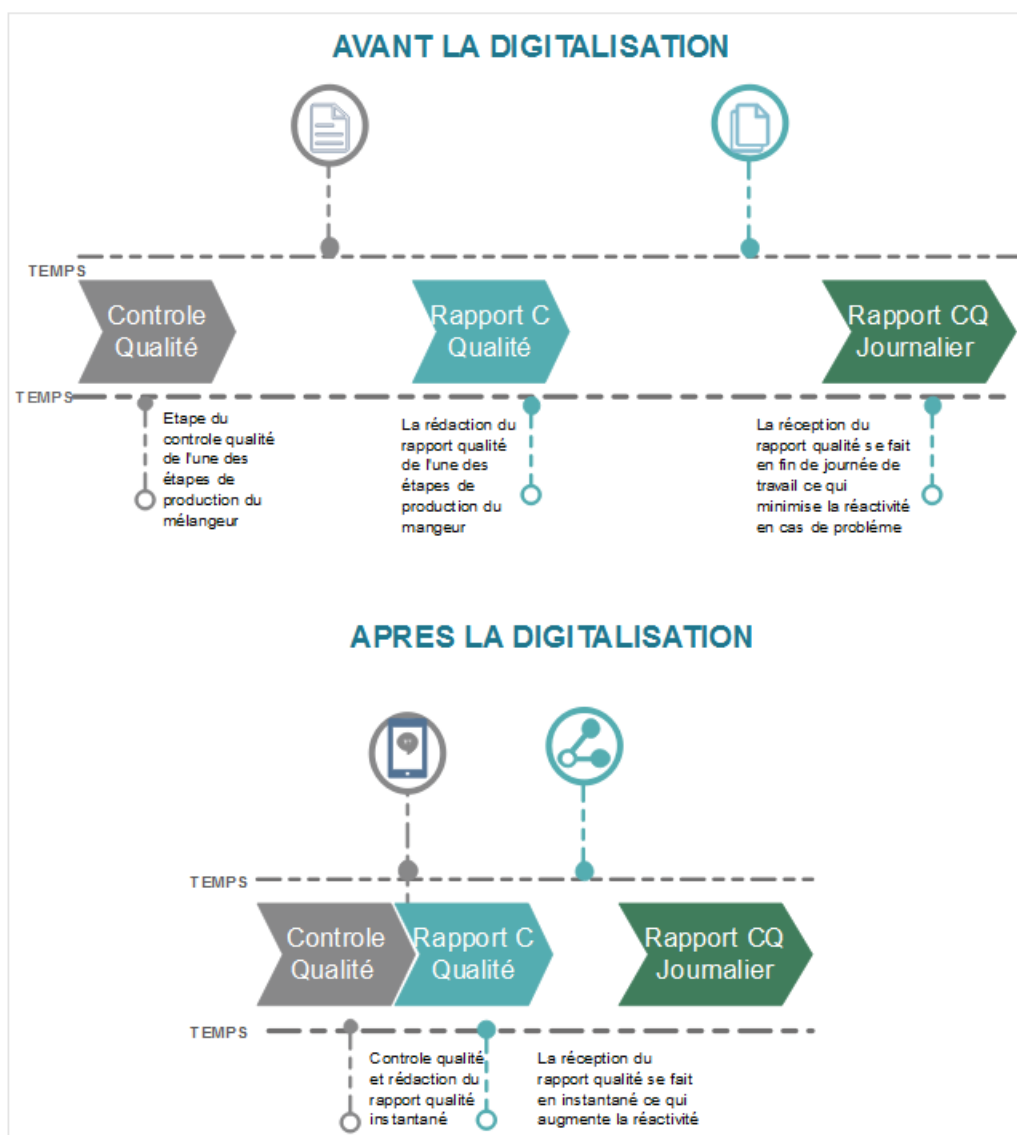 AVANT LA DIGITALISATION
TEMPS
Controle
Qualité
Rapport C
Qualité
Rapport CQ
Journalier
TEMPS
Etape du
controle qualité
de l'une des
étapes de
production du
mélangeur
La rédaction du
rapport qualité
de l'une des
étapes de
production du
mangeur
La réception du
rapport qualité se fait
en fin de journée de
travail ce qui
minimise la réactivité
en cas de probléme
APRES LA DIGITALISATION
TEMPS
Controle
Qualité
Rapport C
Qualité
Rapport CQ
Journalier
TEMPS
Controle qualité
et rédaction du
rapport qualité
instantané
La réception du
rapport qualité se fait
en instantané ce qui
augmente la réactivité